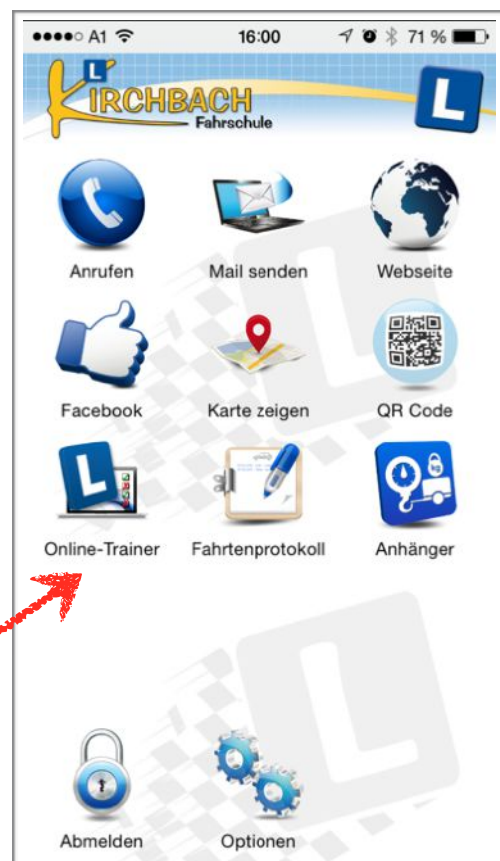 A1 16:00 71 %
L
KIRCHBACH
Fahrschule
L
Anrufen Mail senden Webseite
Facebook Karte zeigen QR Code
L
kg
Online-Trainer Fahrtenprotokoll Anhänger
Abmelden Optionen